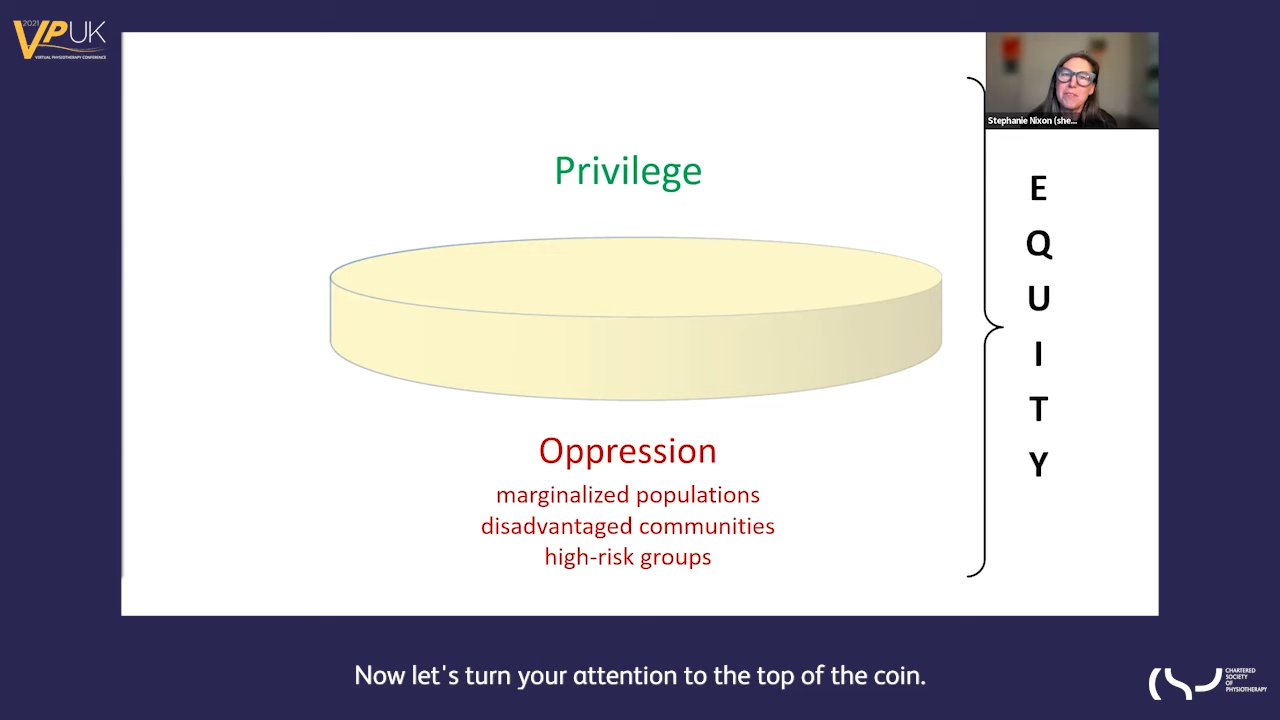 2021
VP UK
VIRTUAL PHYSIOTHERAPY CONFERENCE
Stephanie Nixon (she...
Privilege
E
Q
U
I
T
Y
Oppression
marginalized populations
disadvantaged communities
high-risk groups
Now let's turn your attention to the top of the coin.
CHARTERED
SOCIETY
OF
PHYSIOTHERAPY